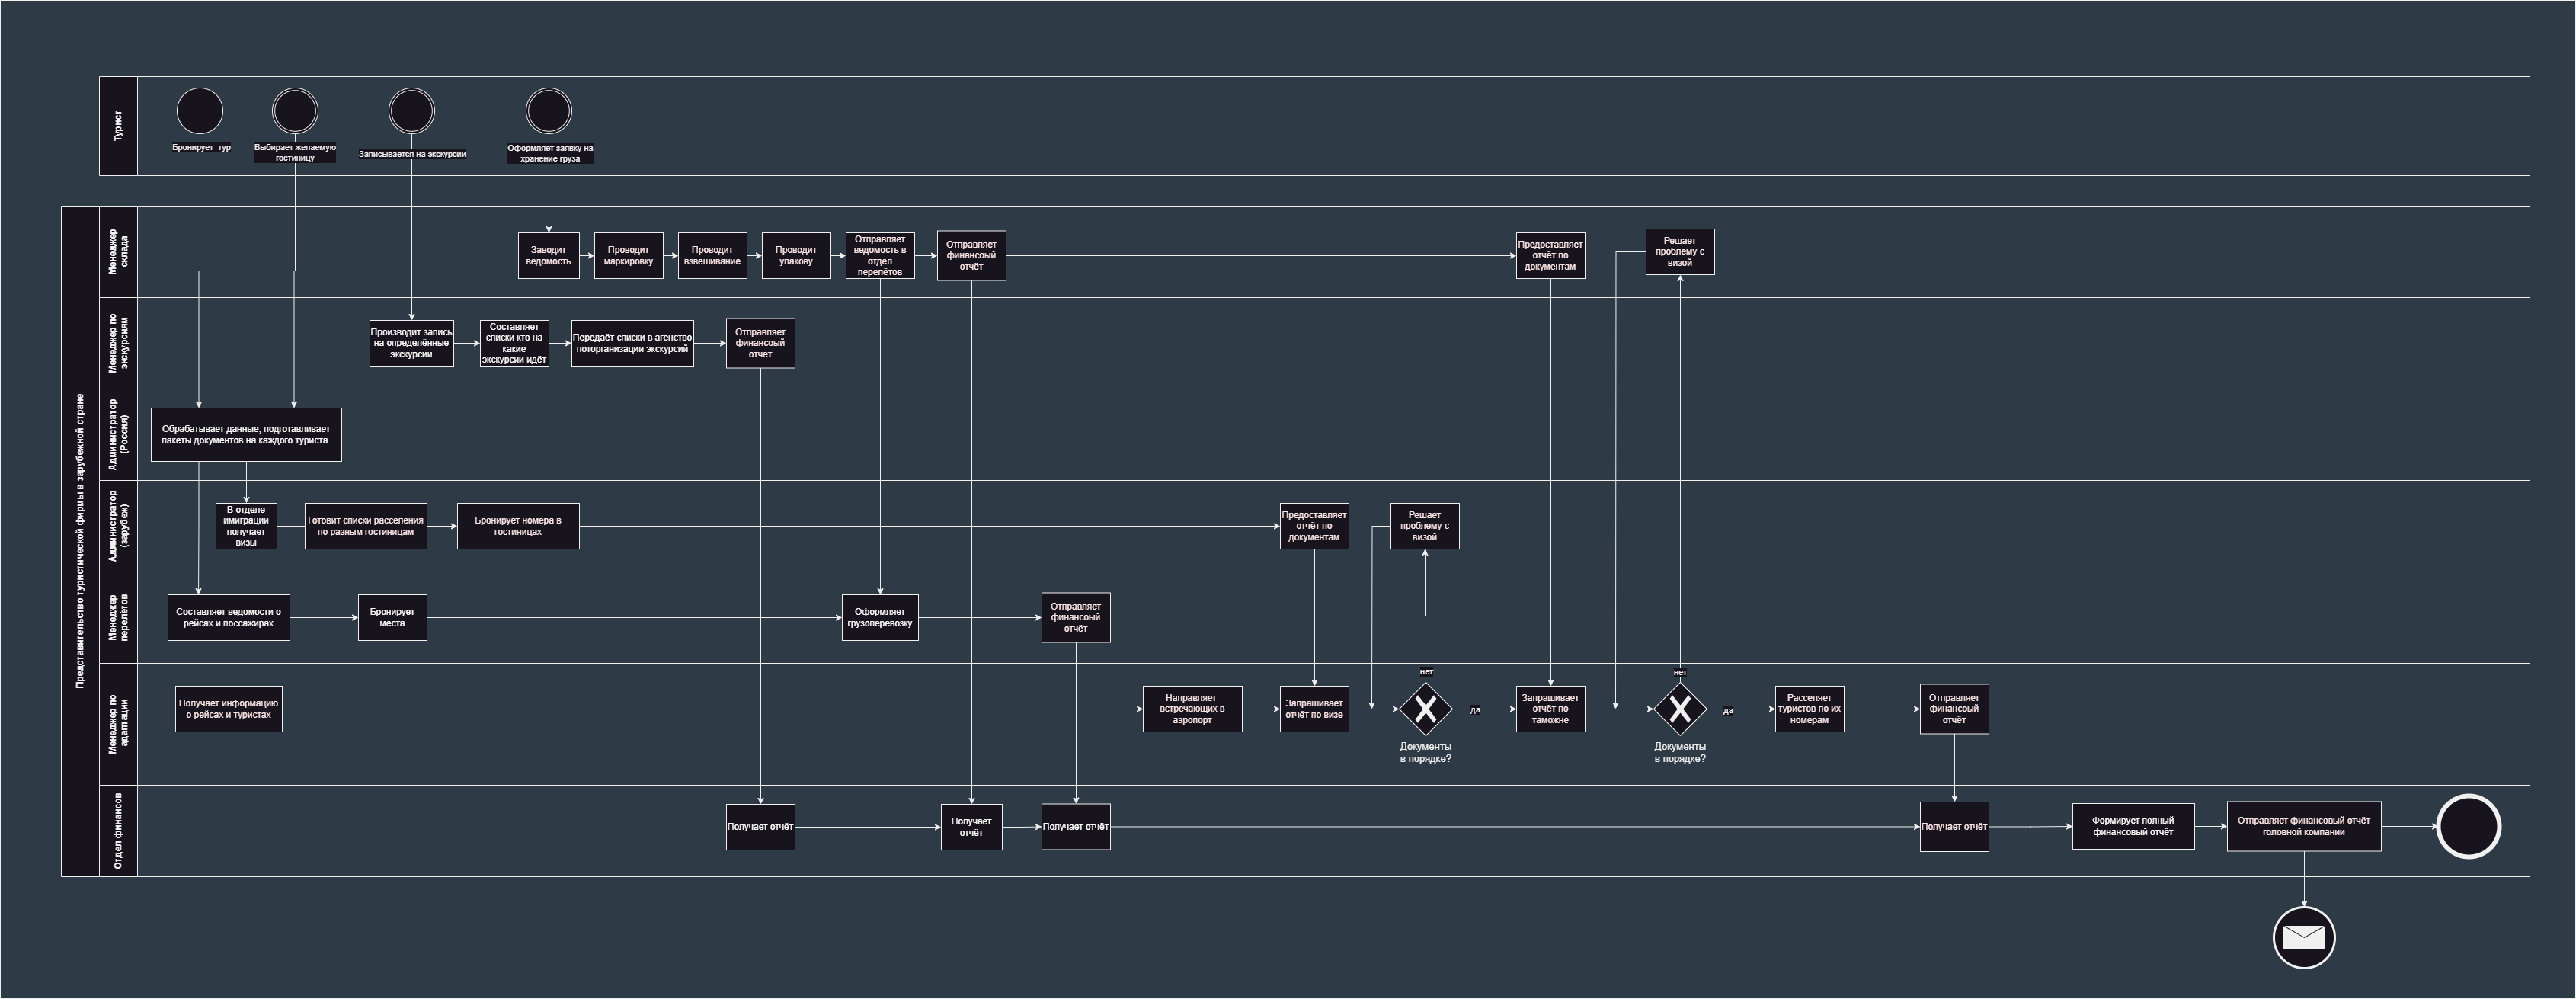 Турист
Бронирует тур
Выбирает желаемую
гостиницу
Записывается на экскурсии
Оформляет заявку на
хранение груза
Представительство туристической фирмы в зарубежной стране
Менеджер
склада
Заводит
ведомость
Проводит
маркировку
Проводит
взвешивание
Проводит
упакову
Отправляет
ведомость в
отдел
перелётов
Отправляет
финансоый
отчёт
Предоставляет
отчёт по
документам
Решает
проблему с
визой
Менеджер по
экскурсиям
Производит запись
на определённые
экскурсии
Составляет
списки кто на
какие
экскурсии идёт
Передаёт списки в агенство
поторганизации экскурсий
Отправляет
финансоый
отчёт
Администратор
(Россия)
Обрабатывает данные, подготавливает
пакеты документов на каждого туриста.
Администратор
(зарубеж)
В отделе
имиграции
получает
визы
Готовит списки расселения
по разным гостиницам
Бронирует номера в
гостиницах
Предоставляет
отчёт по
документам
Решает
проблему с
визой
Менеджер
перелётов
Составляет ведомости о
рейсах и поссажирах
Бронирует
места
Оформляет
грузоперевозку
Отправляет
финансоый
отчёт
Менеджер по
адаптации
Получает информацию
о рейсах и туристах
Направляет
встречающих в
аэропорт
Запрашивает
отчёт по визе
нет
да
Документы
в порядке?
Запрашивает
отчёт по
таможне
нет
да
Документы
в порядке?
Расселяет
туристов по их
номерам
Отправляет
финансоый
отчёт
Отдел финансов
Получает отчёт
Получает
отчёт
Получает отчёт
Получает отчёт
Формирует полный
финансовый отчёт
Отправляет финансовый отчёт
головной компании